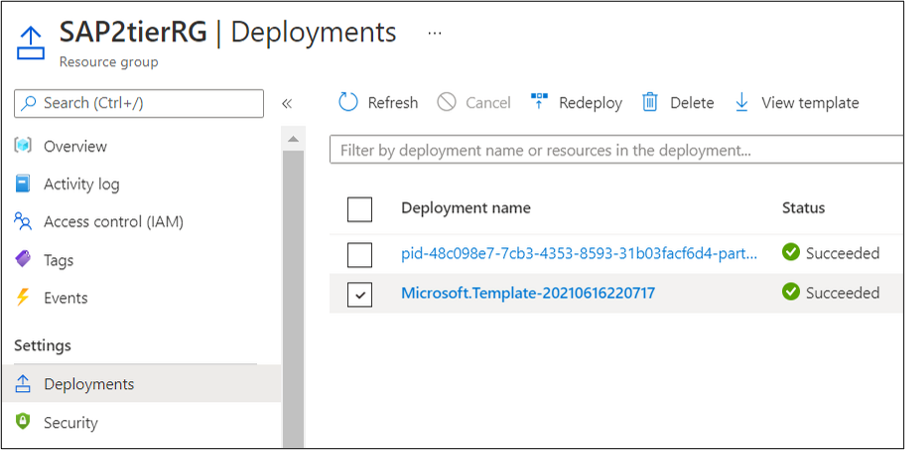 SAP2tierRG | Deployments ...
Resource group
Search (Ctrl+/)
«
Overview
Activity log
Access control (IAM)
Tags
Events
Settings
Deployments
Security
Refresh
Cancel
Redeploy
Delete
View template
Filter by deployment name or resources in the deployment...
Deployment name Status
pid-48c098e7-7cb3-4353-8593-31b03facf6d4-part... Succeeded
Microsoft.Template-20210616220717 Succeeded